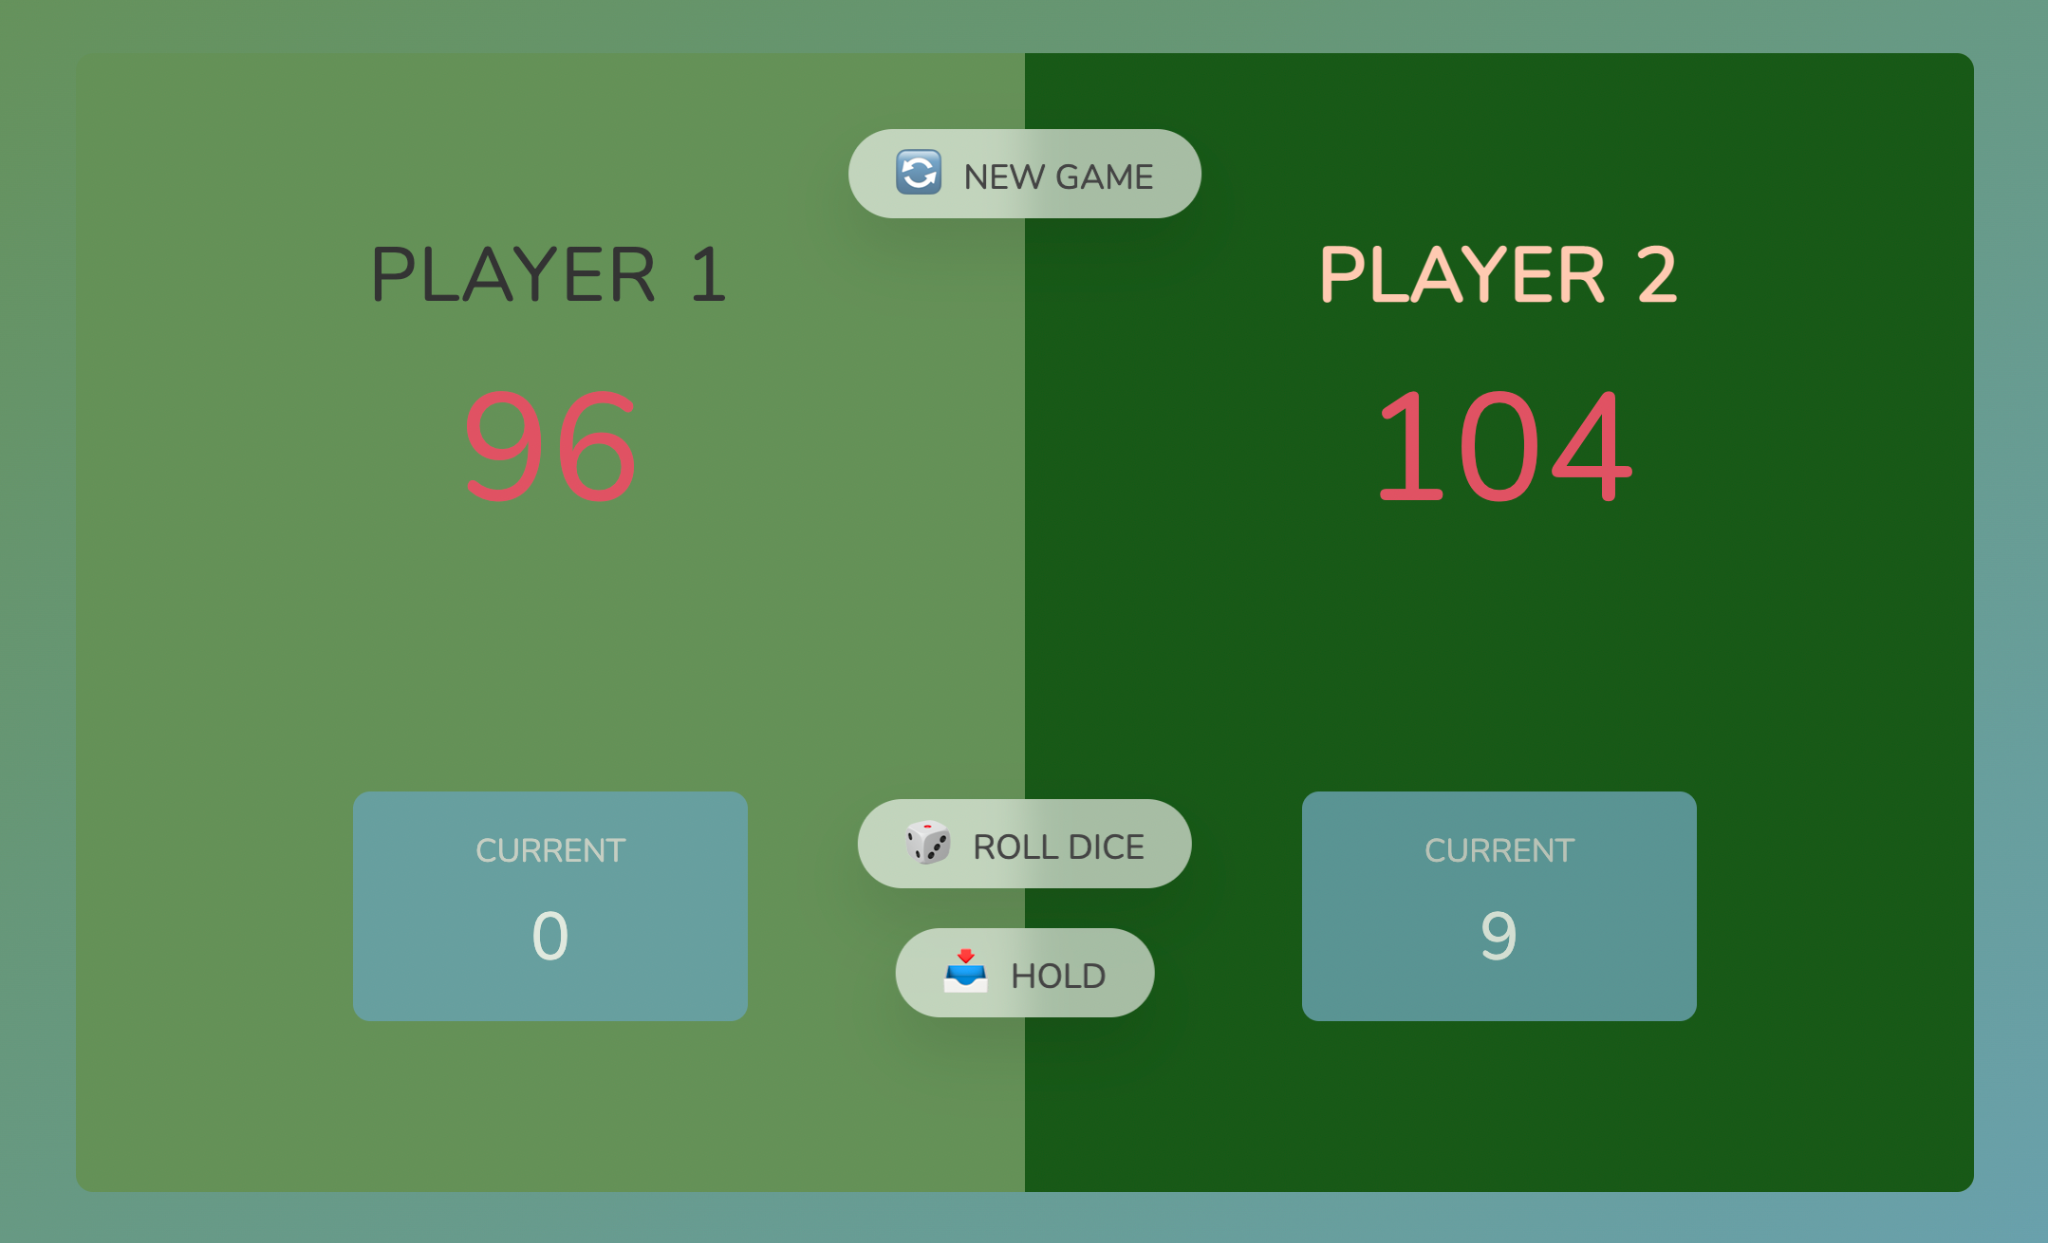 NEW GAME
PLAYER 1
96
CURRENT
0
PLAYER 2
104
CURRENT
9
ROLL DICE
HOLD